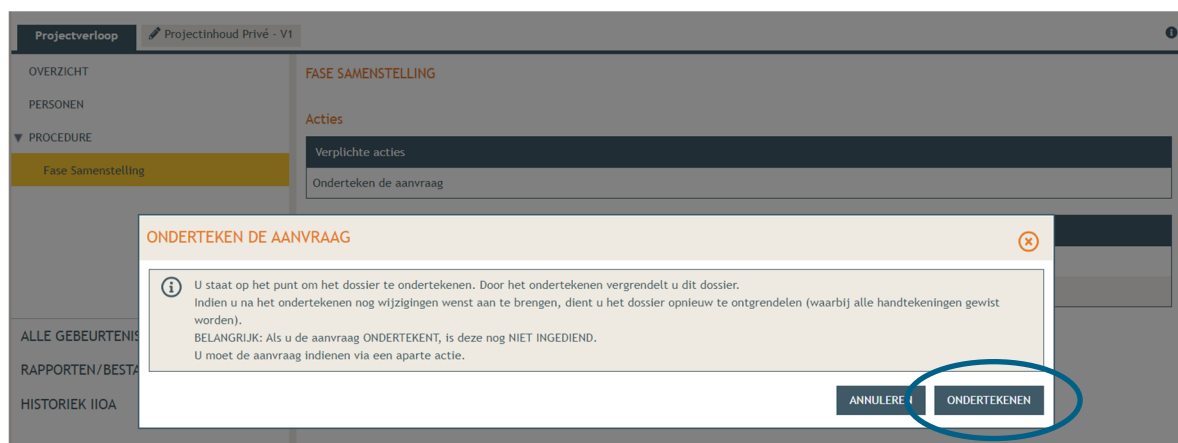 Projectverloop
Projectinhoud Privé - V1
OVERZICHT
PERSONEN
PROCEDURE
Fase Samenstelling
ALLE GEBEURTENIS
RAPPORTEN/BESTA
HISTORIEK IIOA
FASE SAMENSTELLING
Acties
Verplichte acties
Onderteken de aanvraag
ONDERTEKEN DE AANVRAAG
U staat op het punt om het dossier te ondertekenen. Door het ondertekenen vergrendelt u dit dossier.
Indien u na het ondertekenen nog wijzigingen wenst aan te brengen, dient u het dossier opnieuw te ontgrendelen (waarbij alle handtekeningen gewist
worden).
BELANGRIJK: Als u de aanvraag ONDERTEKENT, is deze nog NIET INGEDIEND.
U moet de aanvraag indienen via een aparte actie.
ANNULEREN
ONDERTEKENEN